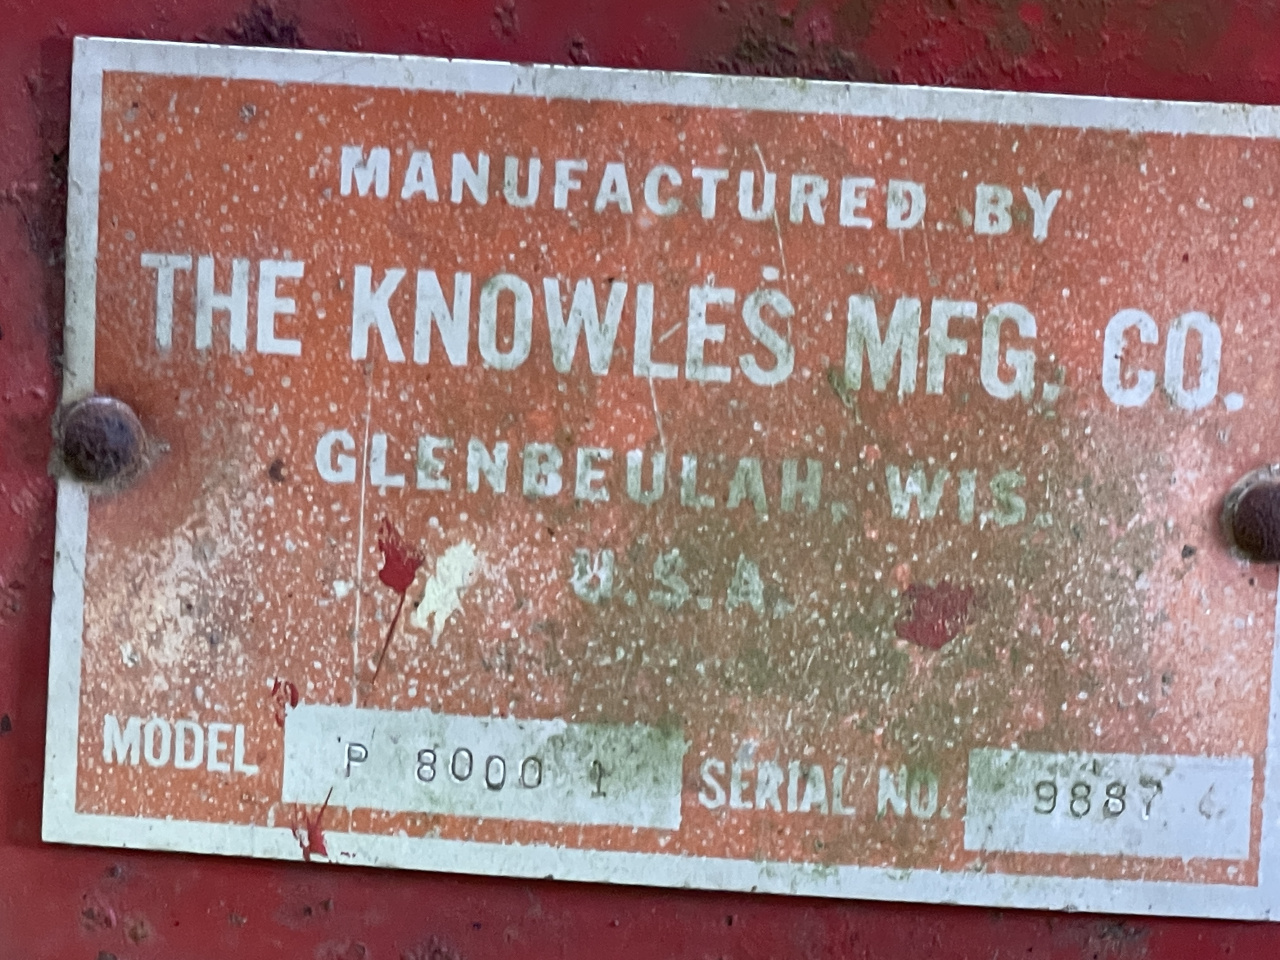 MANUFACTURED BY
THE KNOWLES MFG. CO.
GLENBEULAH, WIS.
U.S.A.
MODEL P 8000 1 SERIAL NO. 9887